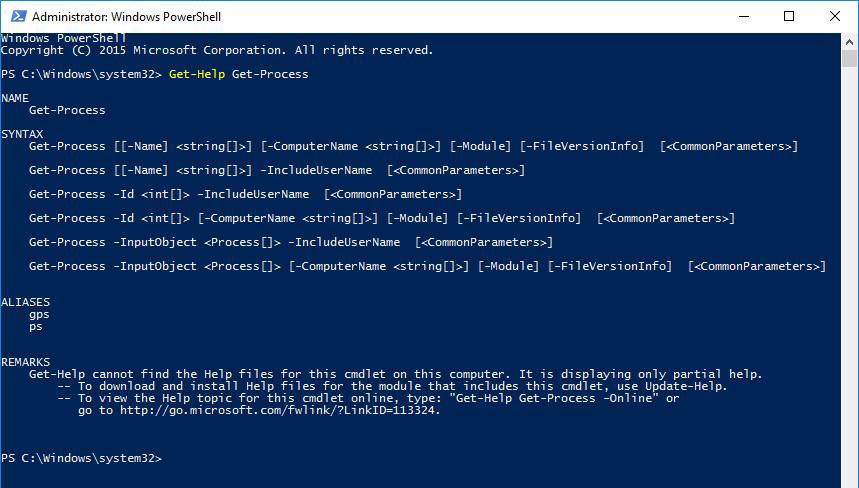 Administrator: Windows PowerShell
Windows PowerShell
Copyright (C) 2015 Microsoft Corporation. All rights reserved.
PS C:\Windows\system32> Get-Help Get-Process
NAME
Get-Process
SYNTAX
Get-Process [[-Name] <string[]>] [-ComputerName <string[]>] [-Module] [-FileVersionInfo]  [<CommonParameters>]
Get-Process [[-Name] <string[]>] -IncludeUserName  [<CommonParameters>]
Get-Process -Id <int[]> -IncludeUserName  [<CommonParameters>]
Get-Process -Id <int[]> [-ComputerName <string[]>] [-Module] [-FileVersionInfo]  [<CommonParameters>]
Get-Process -InputObject <Process[]> -IncludeUserName  [<CommonParameters>]
Get-Process -InputObject <Process[]> [-ComputerName <string[]>] [-Module] [-FileVersionInfo]  [<CommonParameters>]
ALIASES
gps
ps
REMARKS
Get-Help cannot find the Help files for this cmdlet on this computer. It is displaying only partial help.
-- To download and install Help files for the module that includes this cmdlet, use Update-Help.
-- To view the Help topic for this cmdlet online, type: "Get-Help Get-Process -Online" or
go to http://go.microsoft.com/fwlink/?LinkID=113324.
PS C:\Windows\system32>